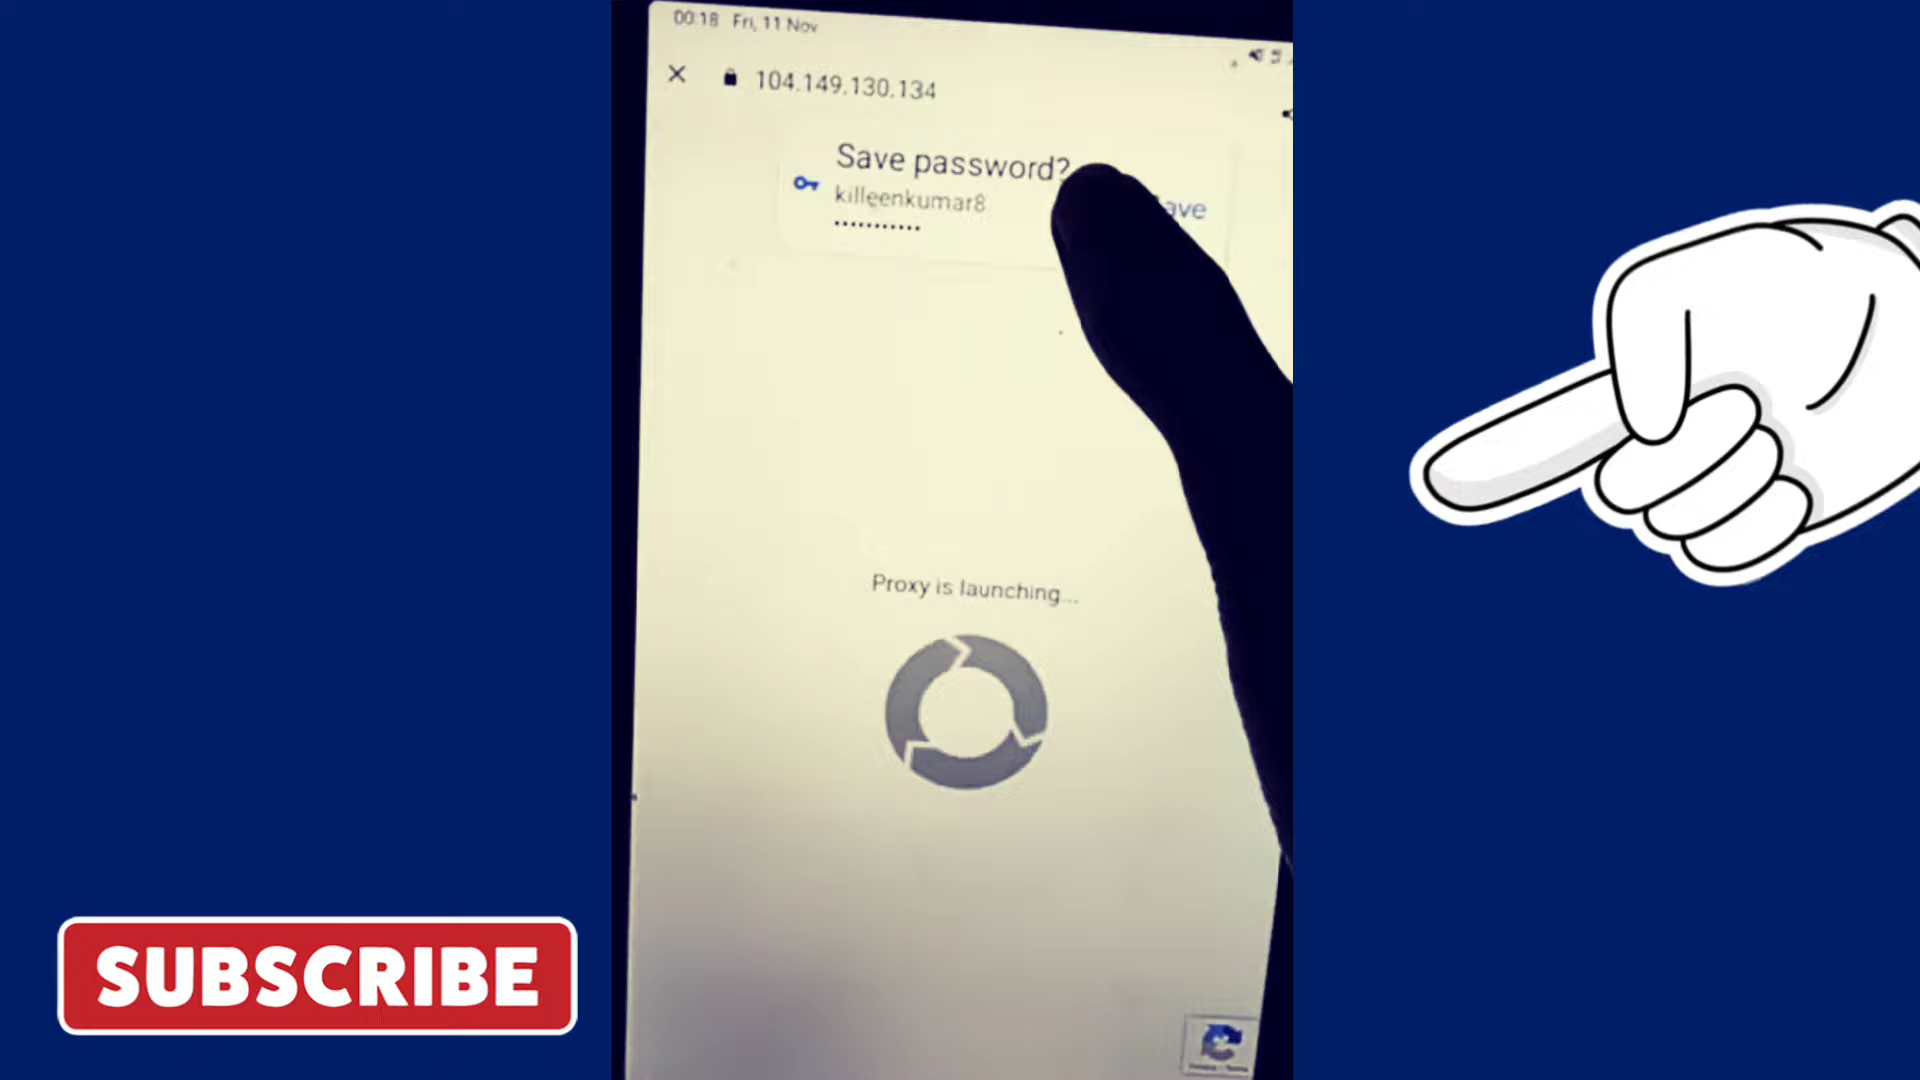 00:18 Fri, 11 Nov
104.149.130.134
Save password?
killeenkumar8
ave
Proxy is launching...
SUBSCRIBE